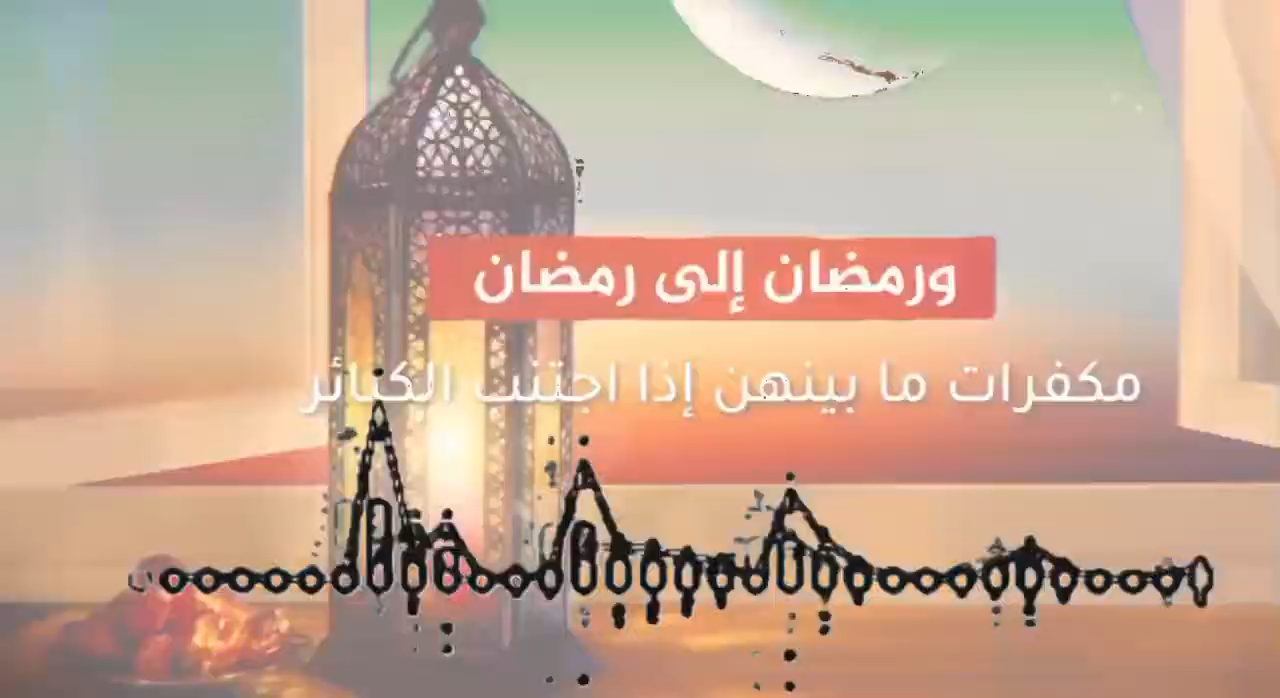 ورمضان إلى رمضان
مكفرات ما بينهن إذا اجتنب الكبائر